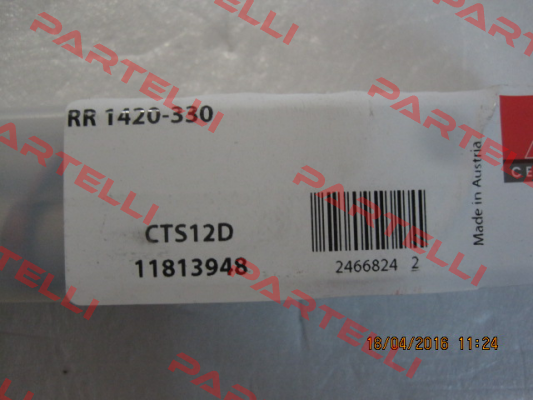 RR 1420-330
CTS12D
11813948
2466824 2
Made in Austria
CE
PARTELLI
PARTELLI
PARTELLI
PARTELLI
PARTELLI
PARTELLI
18/04/2016 11:24